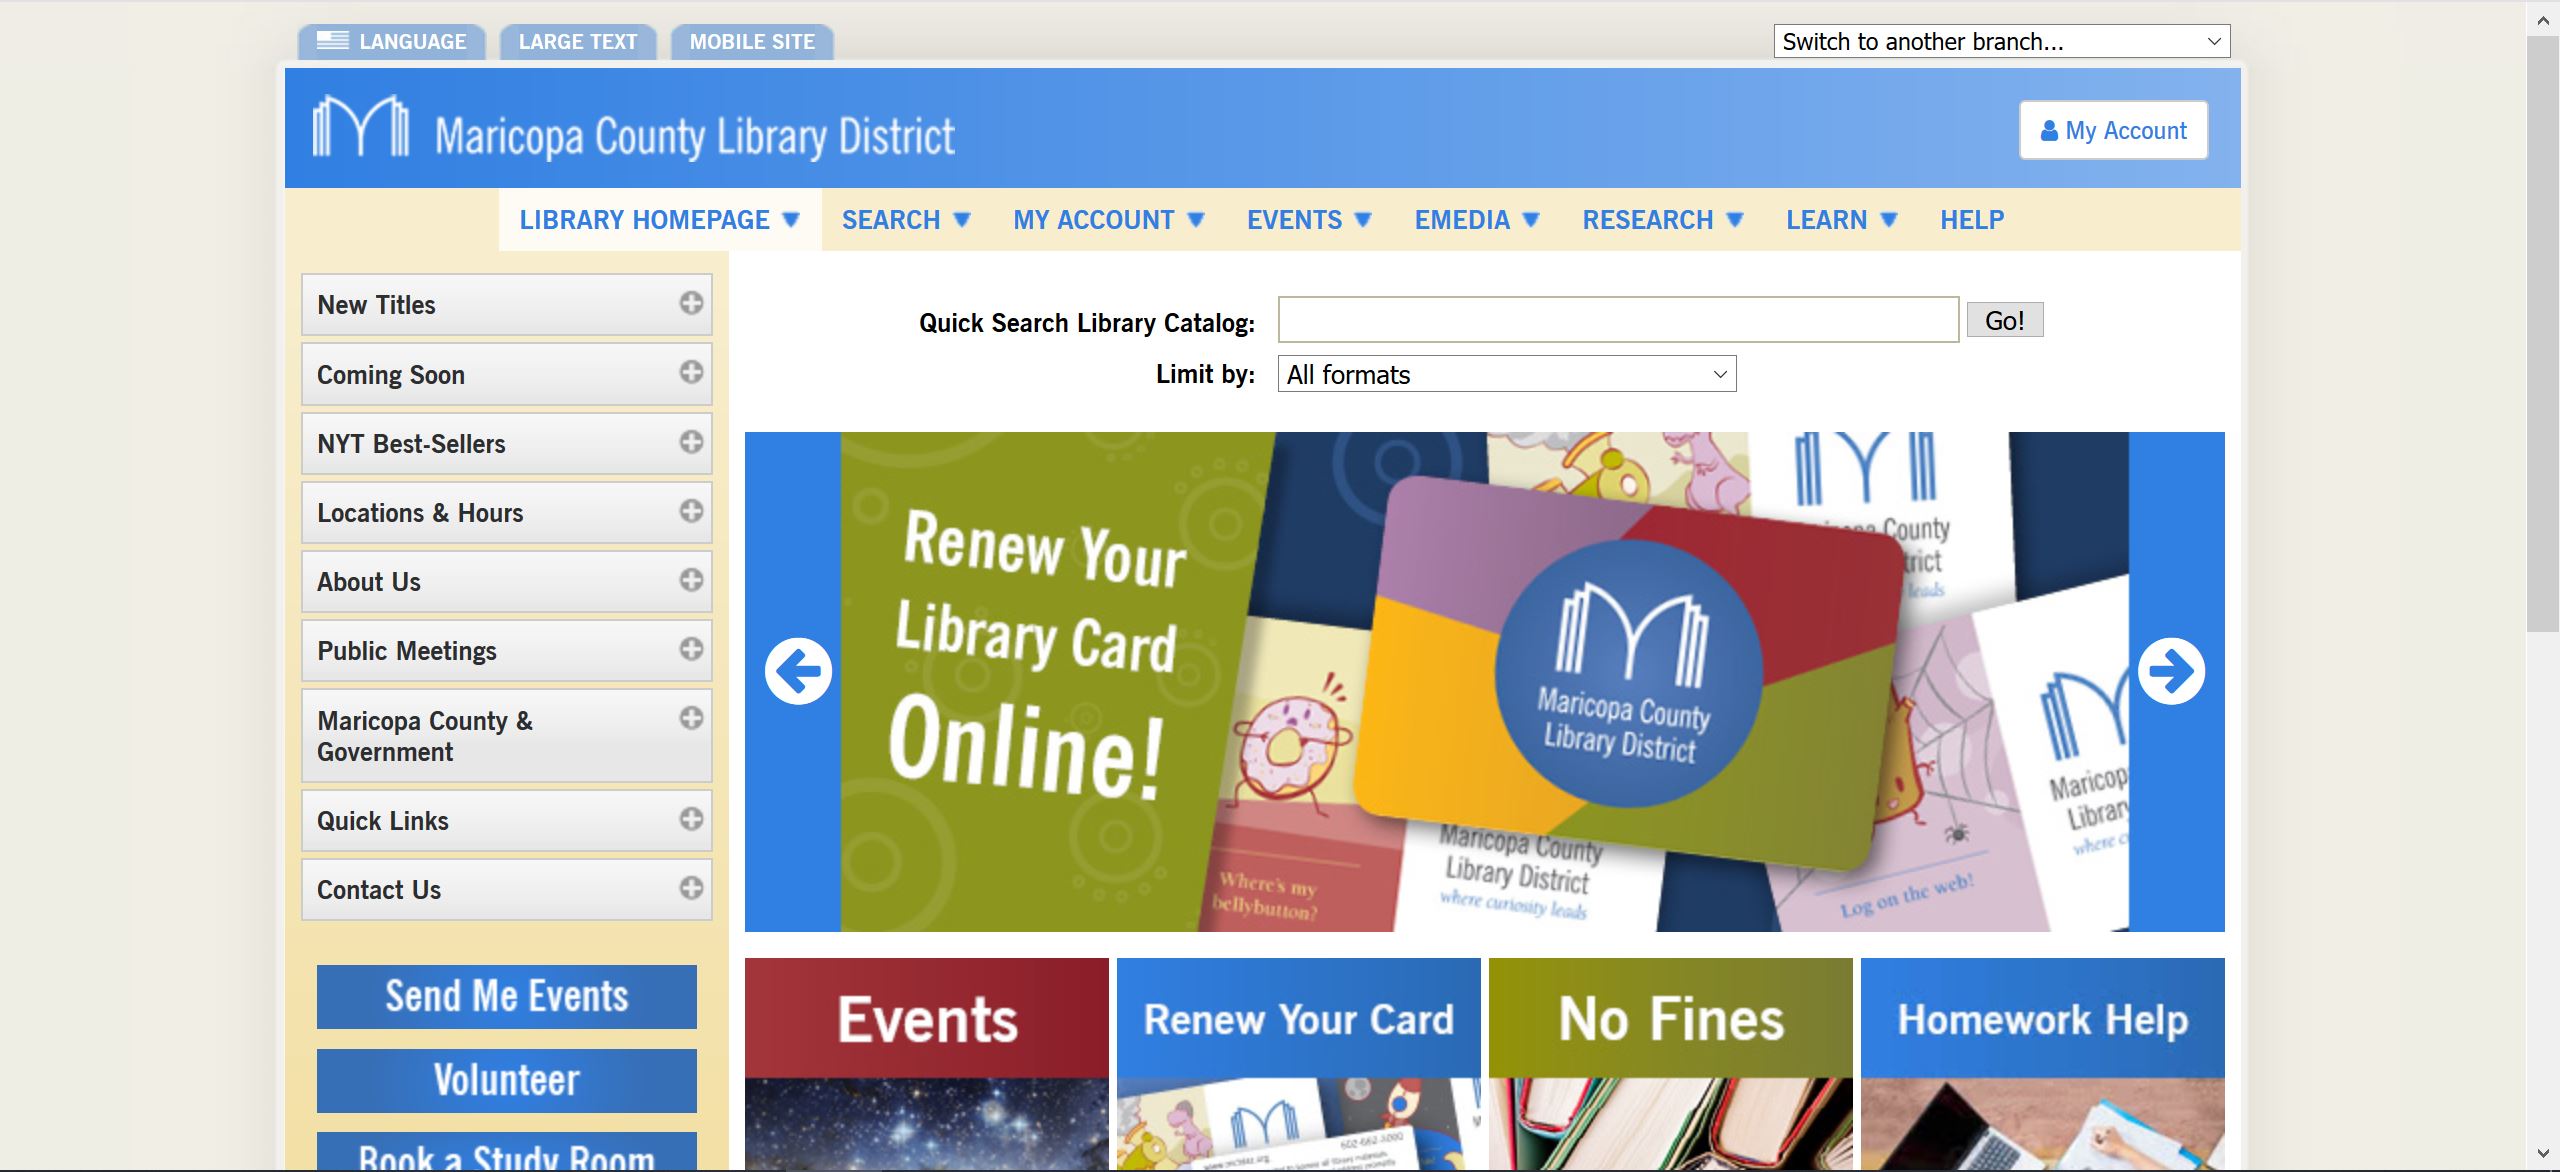 LANGUAGE
LARGE TEXT
MOBILE SITE
Switch to another branch...
Maricopa County Library District
My Account
LIBRARY HOMEPAGE
SEARCH
MY ACCOUNT
EVENTS
EMEDIA
RESEARCH
LEARN
HELP
New Titles
Coming Soon
NYT Best-Sellers
Locations & Hours
About Us
Public Meetings
Maricopa County &
Government
Quick Links
Contact Us
Send Me Events
Volunteer
Book a Study Room
Quick Search Library Catalog:
Go!
Limit by:
All formats
Renew Your
Library Card
Online!
Maricopa County
Library District
County
leads
Where's my
bellybutton?
Maricopa County
Library District
where curiosity leads
Log on the web!
Library
where
Events
Renew Your Card
No Fines
Homework Help